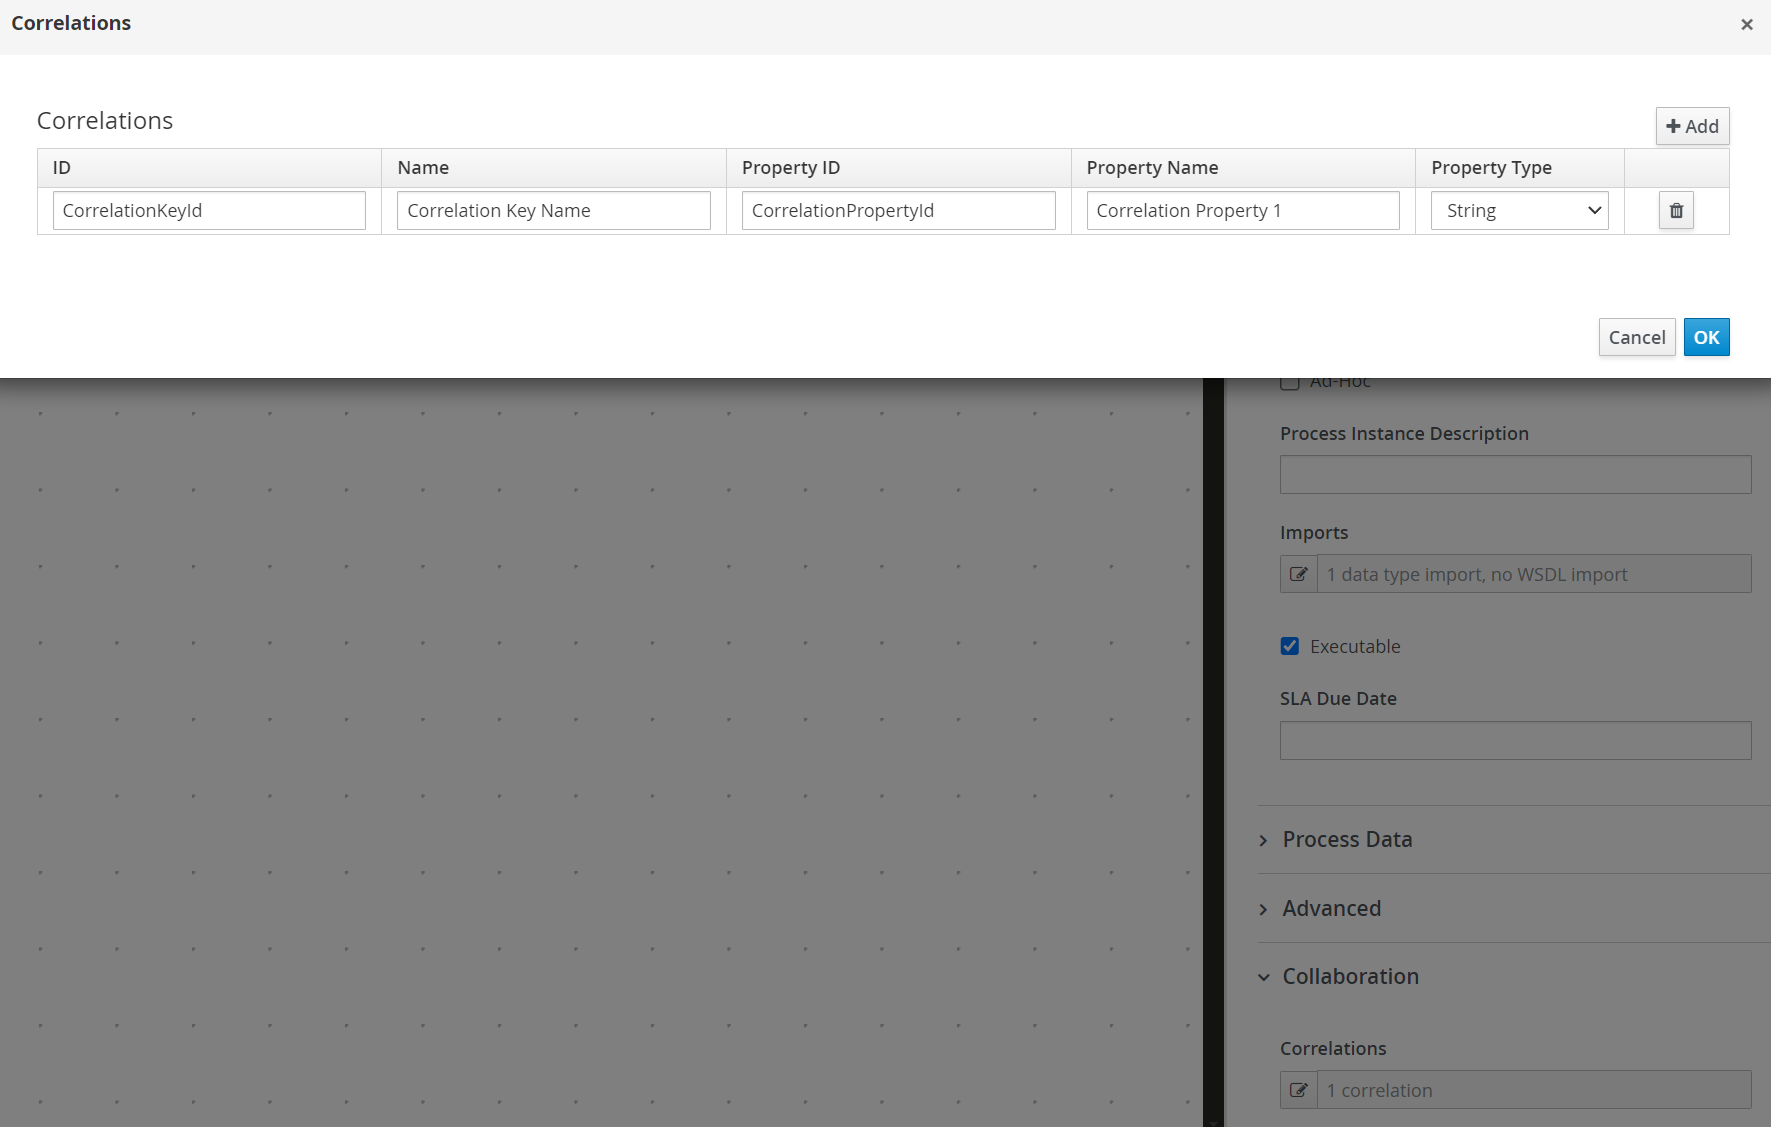 Correlations
×
Correlations
Add
ID Name Property ID Property Name Property Type
CorrelationKeyId Correlation Key Name CorrelationPropertyId Correlation Property 1 String
Cancel OK
Ad-Hoc
Process Instance Description
Imports
1 data type import, no WSDL import
Executable
SLA Due Date
Process Data
Advanced
Collaboration
Correlations
1 correlation